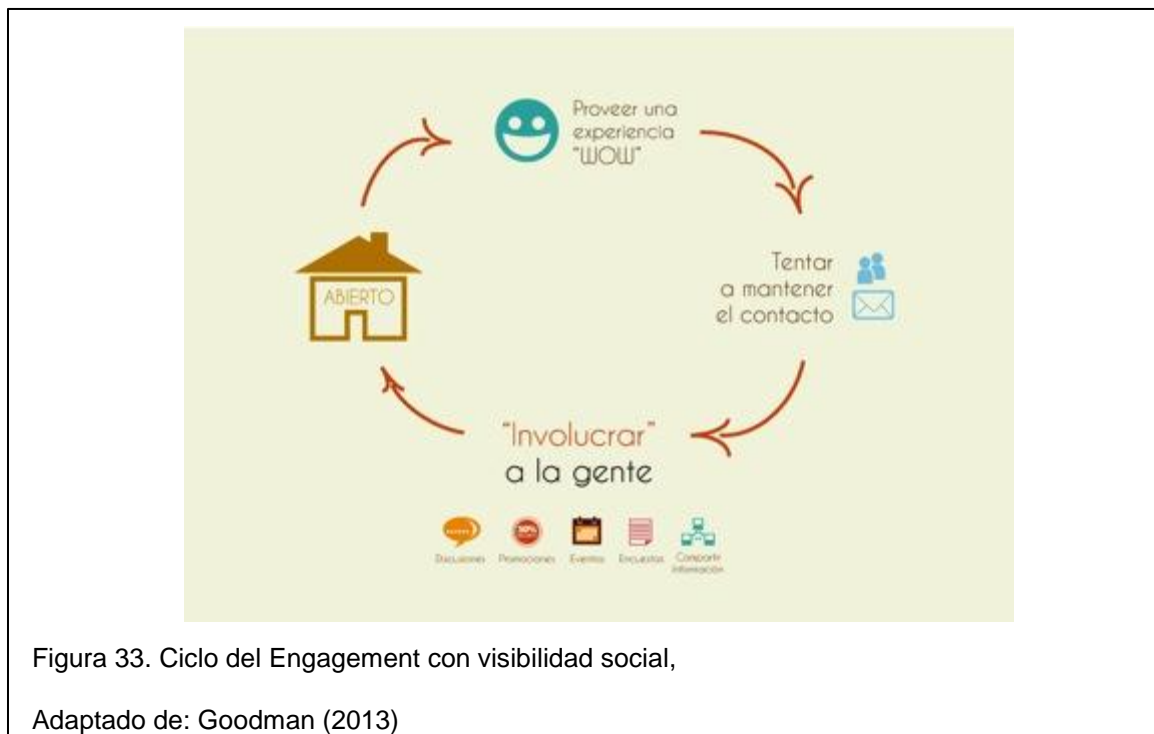 Proveer una
experiencia
"WOW"
ABIERTO
Tentar
a mantener
el contacto
"Involucrar"
a la gente
Discusiones
Promociones
Eventos
Encuestas
Compartir
Información
Figura 33. Ciclo del Engagement con visibilidad social,
Adaptado de: Goodman (2013)